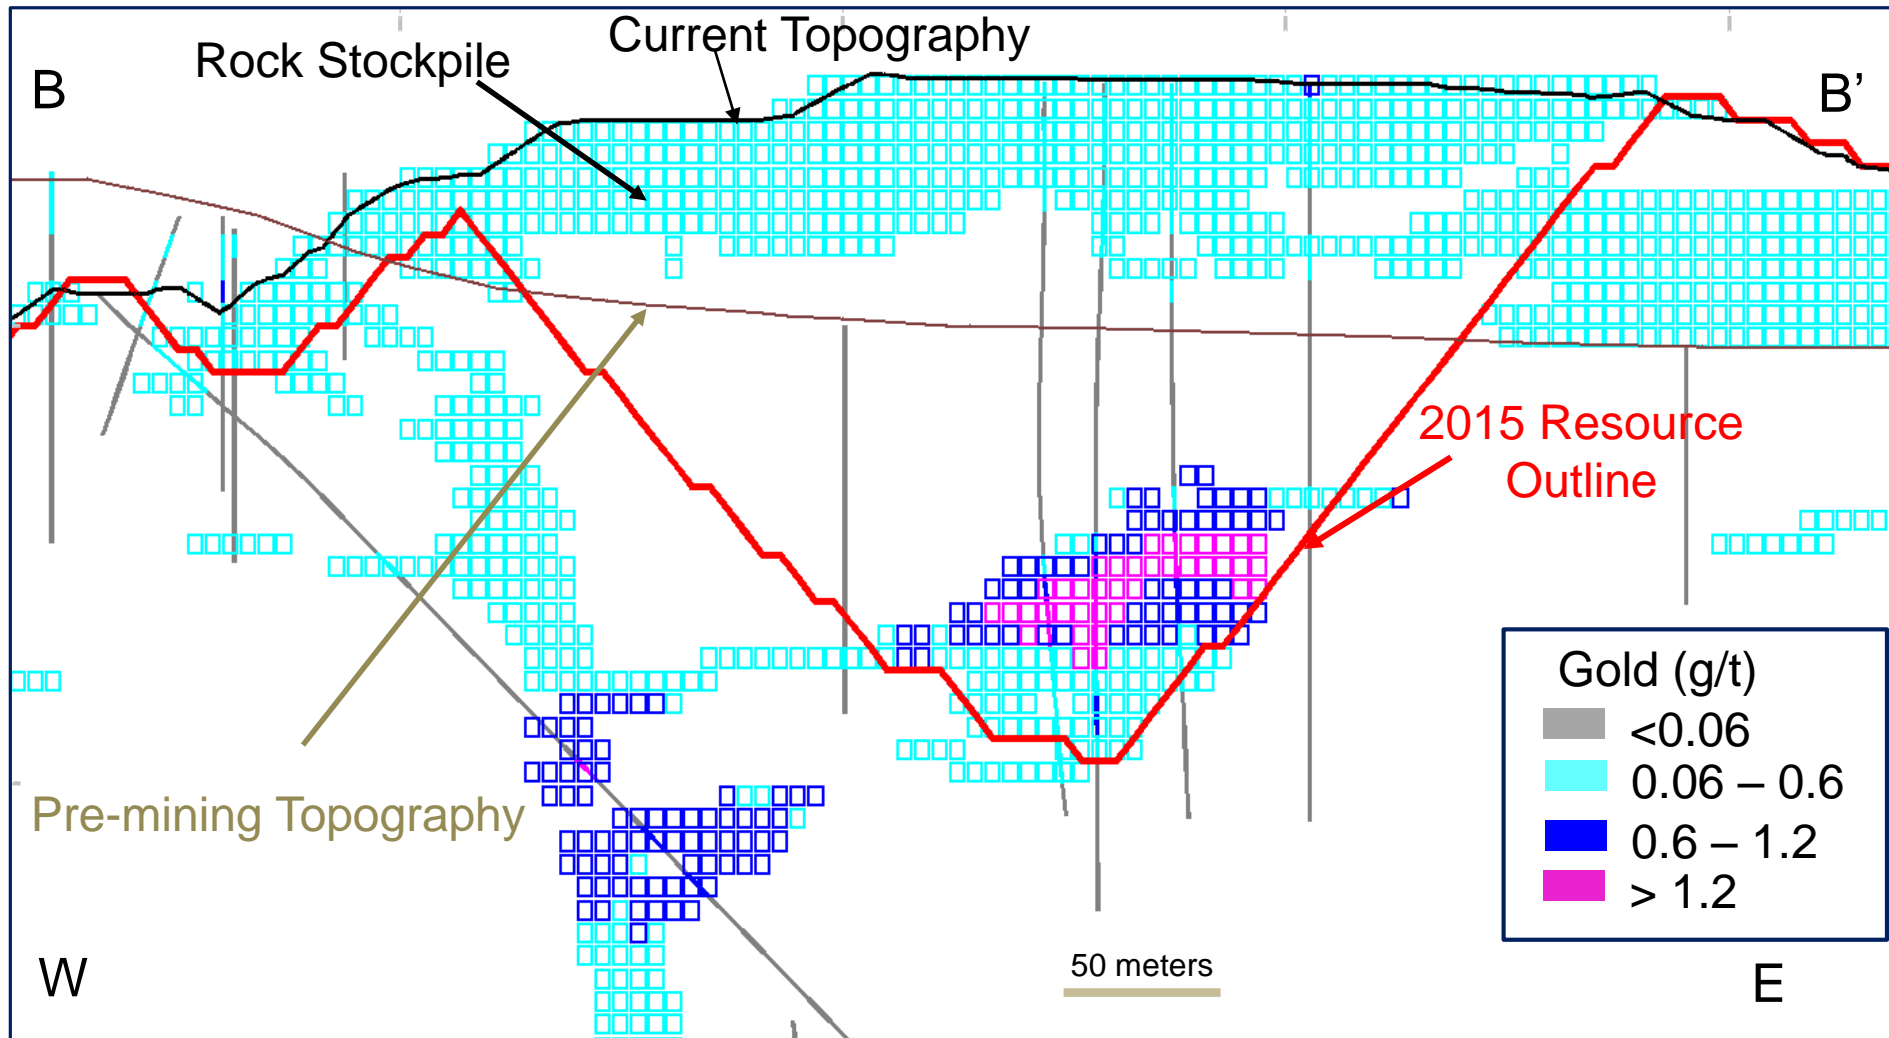 Current Topography
Rock Stockpile
B
B’
2015 Resource
Outline
Pre-mining Topography
Gold (g/t)
<0.06
0.06 – 0.6
0.6 – 1.2
> 1.2
50 meters
W
E